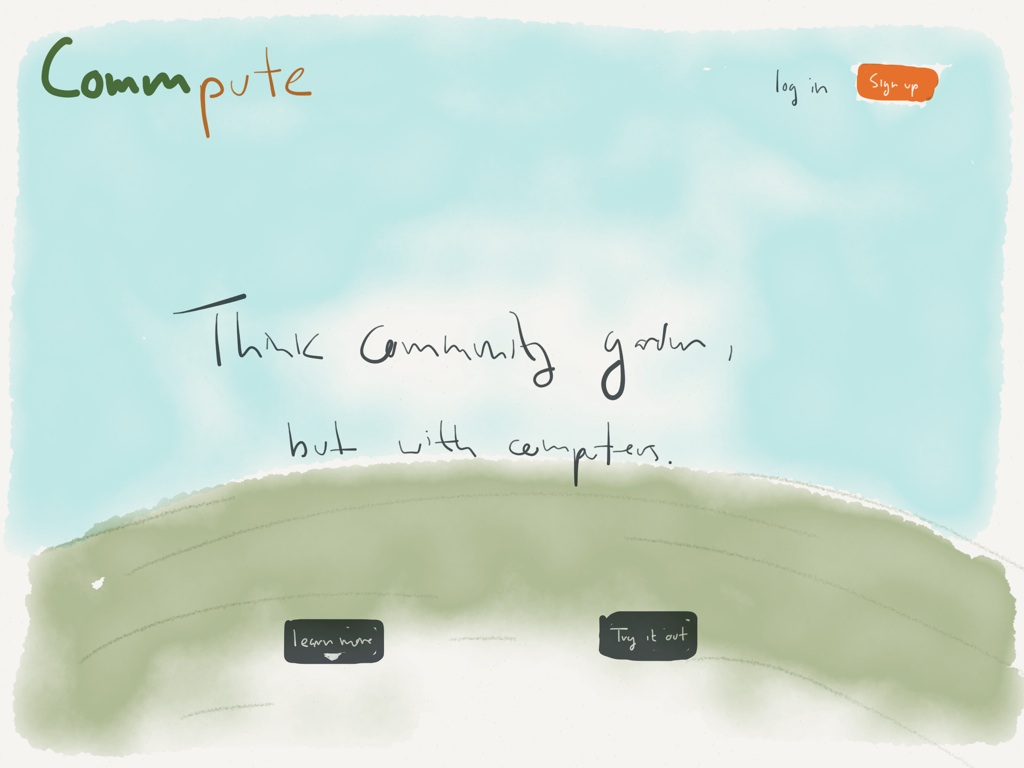 Commpute
log in
Sign up
Think community garden,
but with computers.
learn more
Try it out